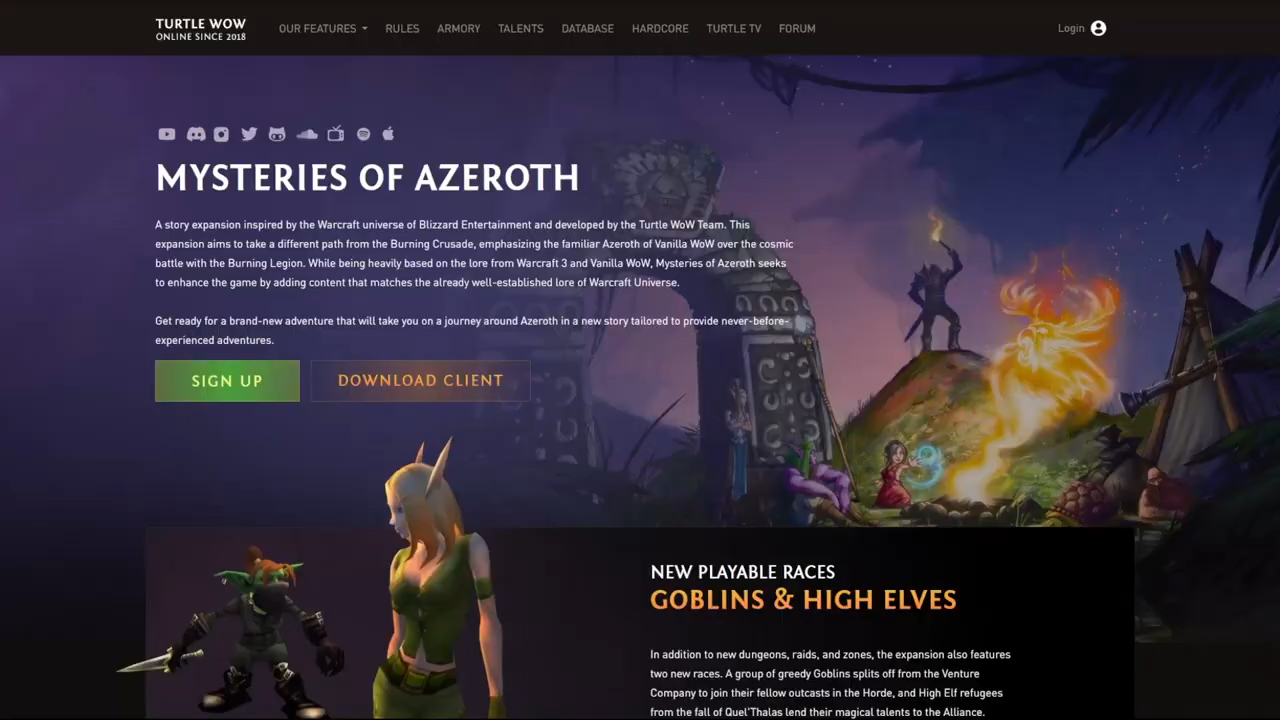 TURTLE WOW
ONLINE SINCE 2018
OUR FEATURES
RULES
ARMORY
TALENTS
DATABASE
HARDCORE
TURTLE TV
FORUM
Login
MYSTERIES OF AZEROTH
A story expansion inspired by the Warcraft universe of Blizzard Entertainment and developed by the Turtle WoW Team. This
expansion aims to take a different path from the Burning Crusade, emphasizing the familiar Azeroth of Vanilla WoW over the cosmic
battle with the Burning Legion. While being heavily based on the lore from Warcraft 3 and Vanilla WoW, Mysteries of Azeroth seeks
to enhance the game by adding content that matches the already well-established lore of Warcraft Universe.
Get ready for a brand-new adventure that will take you on a journey around Azeroth in a new story tailored to provide never-before-
experienced adventures.
SIGN UP
DOWNLOAD CLIENT
NEW PLAYABLE RACES
GOBLINS & HIGH ELVES
In addition to new dungeons, raids, and zones, the expansion also features
two new races. A group of greedy Goblins splits off from the Venture
Company to join their fellow outcasts in the Horde, and High Elf refugees
from the fall of Quel'Thalas lend their magical talents to the Alliance.